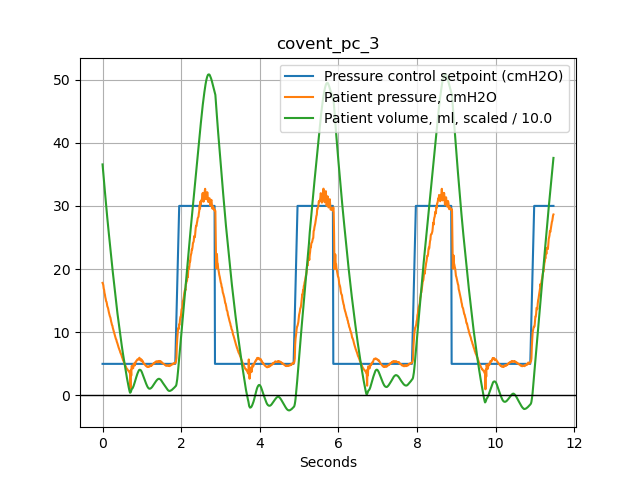 covent_pc_3
Pressure control setpoint (cmH2O)
Patient pressure, cmH2O
Patient volume, ml, scaled / 10.0
50
40
30
20
10
0
0 2 4 6 8 10 12
Seconds